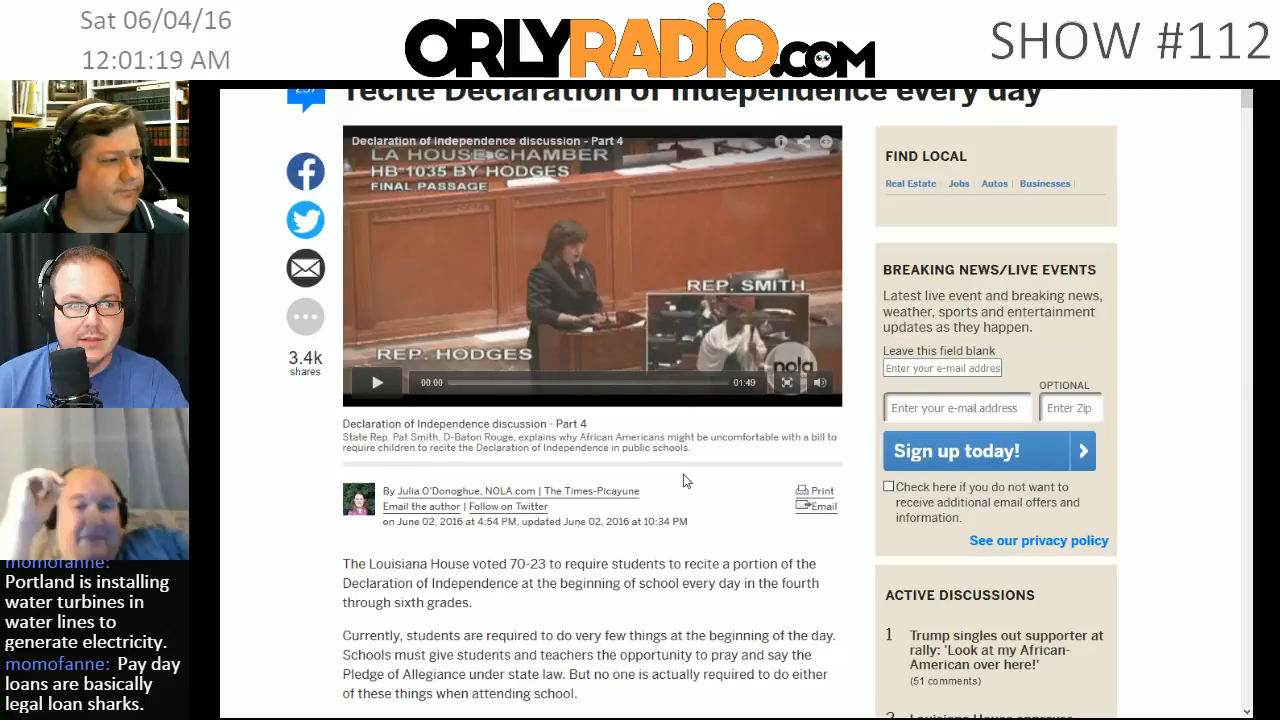 Sat 06/04/16
12:01:19 AM
ORLYRADIO.COM
SHOW #112
recite Declaration of Independence every day
Declaration of Independence discussion - Part 4
LA HOUSE CHAMBER
HB 1035 BY HODGES
FINAL PASSAGE
REP. SMITH
REP. HODGES
nola
00:00
01:49
3.4k
shares
Declaration of Independence discussion - Part 4
State Rep. Pat Smith, D-Baton Rouge, explains why African Americans might be uncomfortable with a bill to
require children to recite the Declaration of Independence in public schools.
By Julia O'Donoghue, NOLA.com | The Times-Picayune
Email the author | Follow on Twitter
on June 02, 2016 at 4:54 PM, updated June 02, 2016 at 10:34 PM
Print
Email
The Louisiana House voted 70-23 to require students to recite a portion of the
Declaration of Independence at the beginning of school every day in the fourth
through sixth grades.
Currently, students are required to do very few things at the beginning of the day.
Schools must give students and teachers the opportunity to pray and say the
Pledge of Allegiance under state law. But no one is actually required to do either
of these things when attending school.
FIND LOCAL
Real Estate | Jobs | Autos | Businesses |
BREAKING NEWS/LIVE EVENTS
Latest live event and breaking news,
weather, sports and entertainment
updates as they happen.
Leave this field blank
Enter your e-mail address
OPTIONAL
Enter your e-mail address
Enter Zip
Sign up today!
Check here if you do not want to
receive additional email offers and
information.
See our privacy policy
ACTIVE DISCUSSIONS
1 Trump singles out supporter at
rally: 'Look at my African-
American over here!'
(51 comments)
momofanne:
Portland is installing
water turbines in
water lines to
generate electricity.
momofanne: Pay day
loans are basically
legal loan sharks.